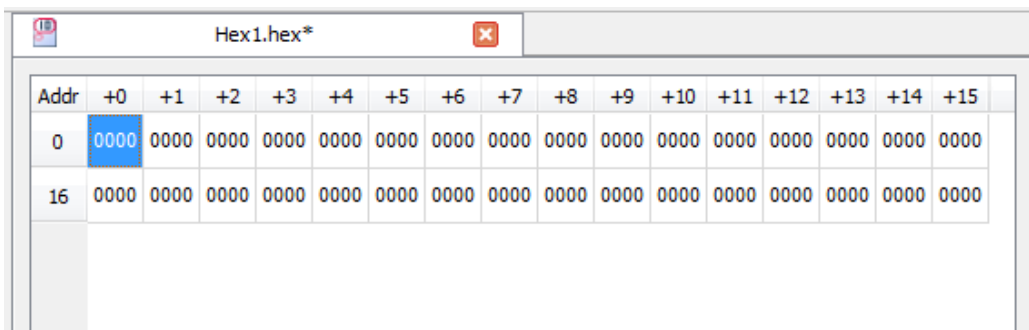 Hex1.hex*
Addr +0 +1 +2 +3 +4 +5 +6 +7 +8 +9 +10 +11 +12 +13 +14 +15
0 0000 0000 0000 0000 0000 0000 0000 0000 0000 0000 0000 0000 0000 0000 0000 0000
16 0000 0000 0000 0000 0000 0000 0000 0000 0000 0000 0000 0000 0000 0000 0000 0000